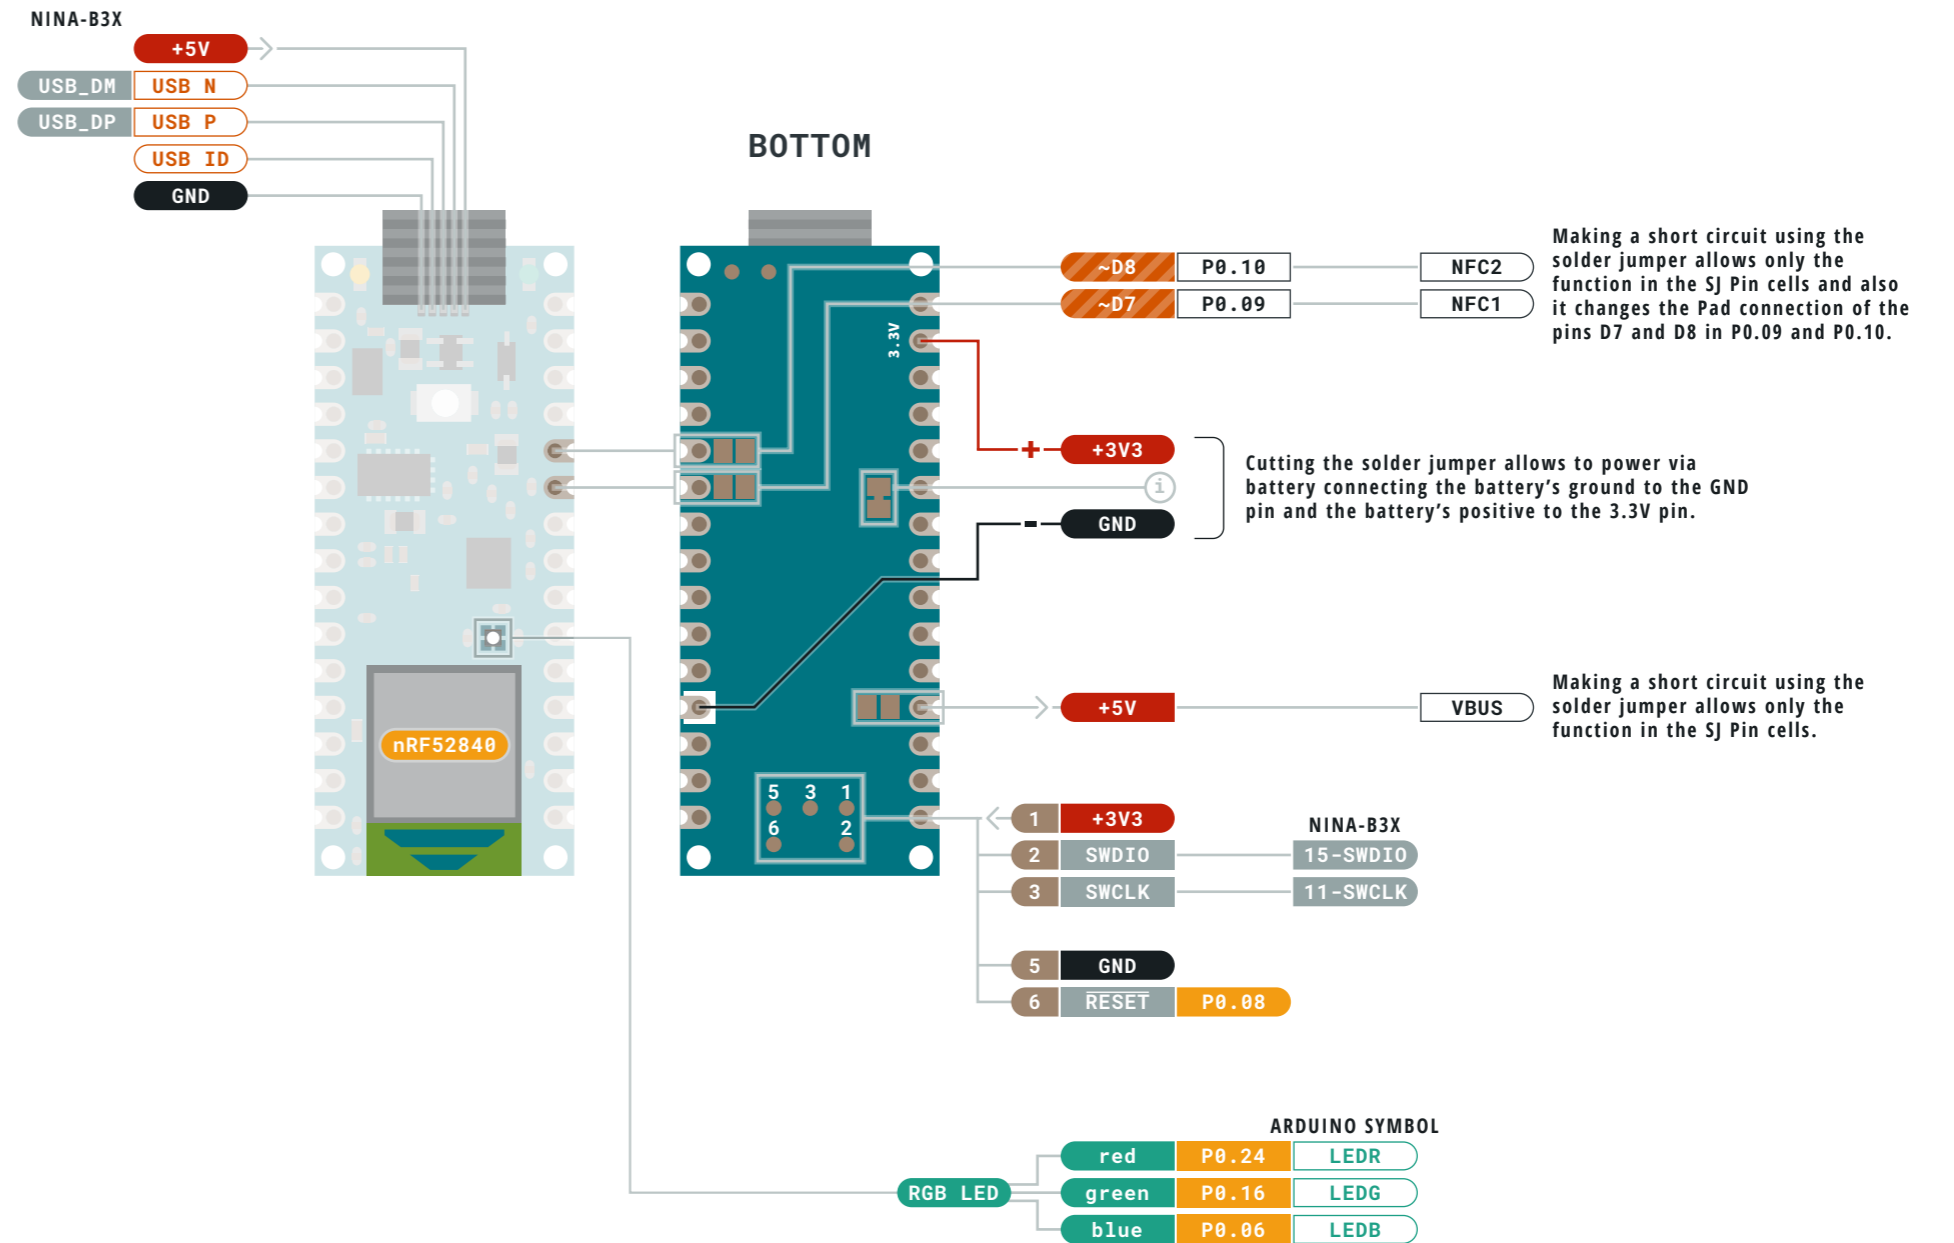 NINA-B3X
+5V
USB_DM USB N
USB_DP USB P
USB ID
GND
BOTTOM
~D8 P0.10 NFC2
~D7 P0.09 NFC1
Making a short circuit using the
solder jumper allows only the
function in the SJ Pin cells and also
it changes the Pad connection of the
pins D7 and D8 in P0.09 and P0.10.
3.3V
+ +3V3
i
- GND
Cutting the solder jumper allows to power via
battery connecting the battery’s ground to the GND
pin and the battery’s positive to the 3.3V pin.
+5V VBUS
Making a short circuit using the
solder jumper allows only the
function in the SJ Pin cells.
nRF52840
5 3 1
6 2
NINA-B3X
1 +3V3
2 SWDIO 15-SWDIO
3 SWCLK 11-SWCLK
5 GND
6 RESET P0.08
ARDUINO SYMBOL
RGB LED
red P0.24 LEDR
green P0.16 LEDG
blue P0.06 LEDB